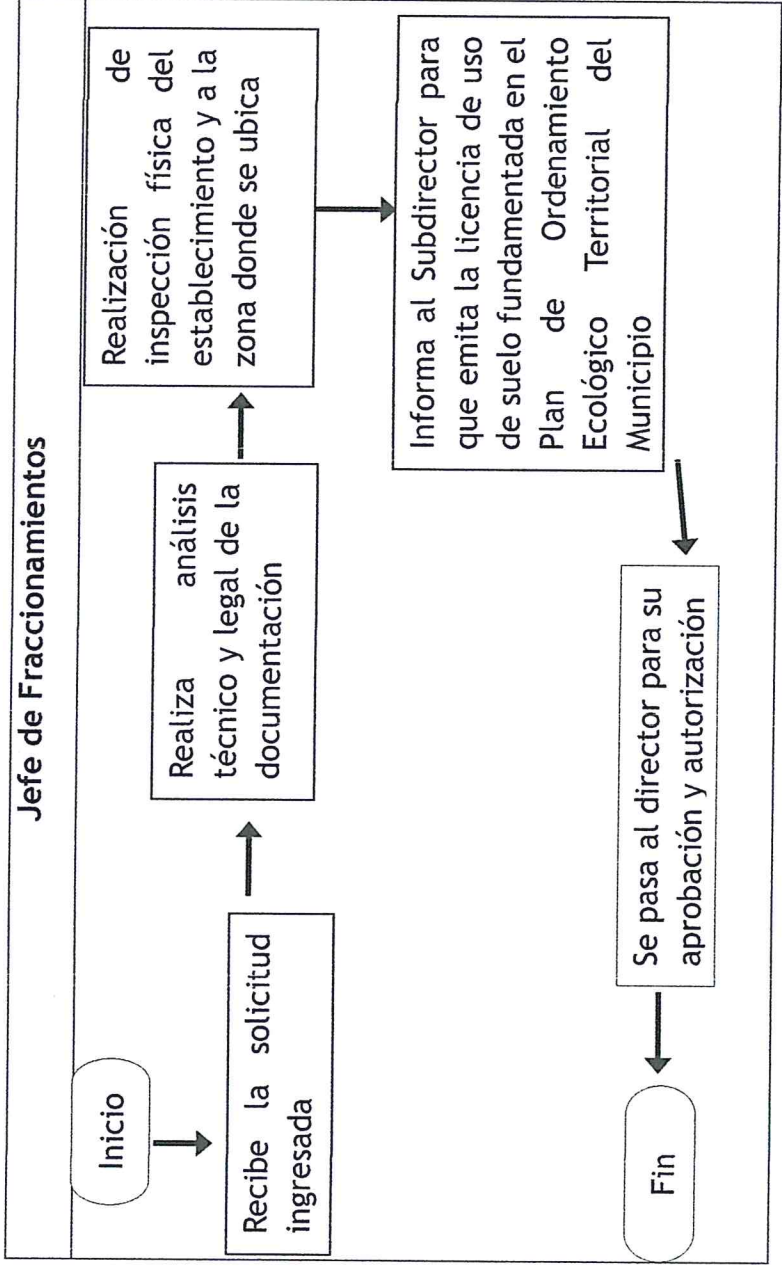 Jefe de Fraccionamientos
Inicio
Recibe la solicitud
ingresada
Realiza análisis
técnico y legal de la
documentación
Realización de
inspección física del
establecimiento y a la
zona donde se ubica
Informa al Subdirector para
que emita la licencia de uso
de suelo fundamentada en el
Plan de Ordenamiento
Ecológico Territorial del
Municipio
Se pasa al director para su
aprobación y autorización
Fin